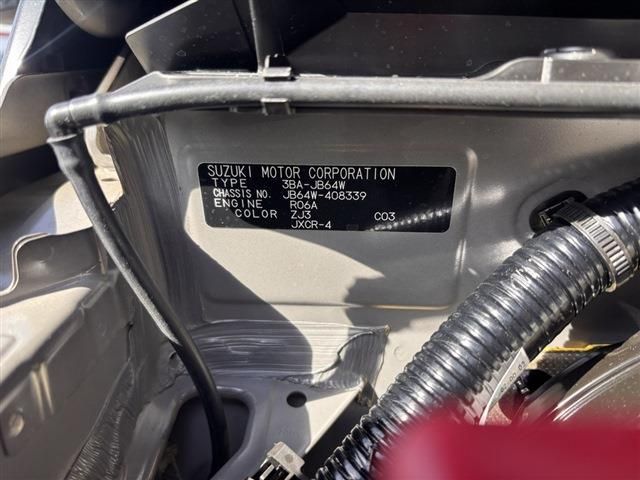 SUZUKI MOTOR CORPORATION
TYPE 3BA-JB64W
CHASSIS NO. JB64W-408339
ENGINE R06A
COLOR ZJ3 C03
JXCR-4